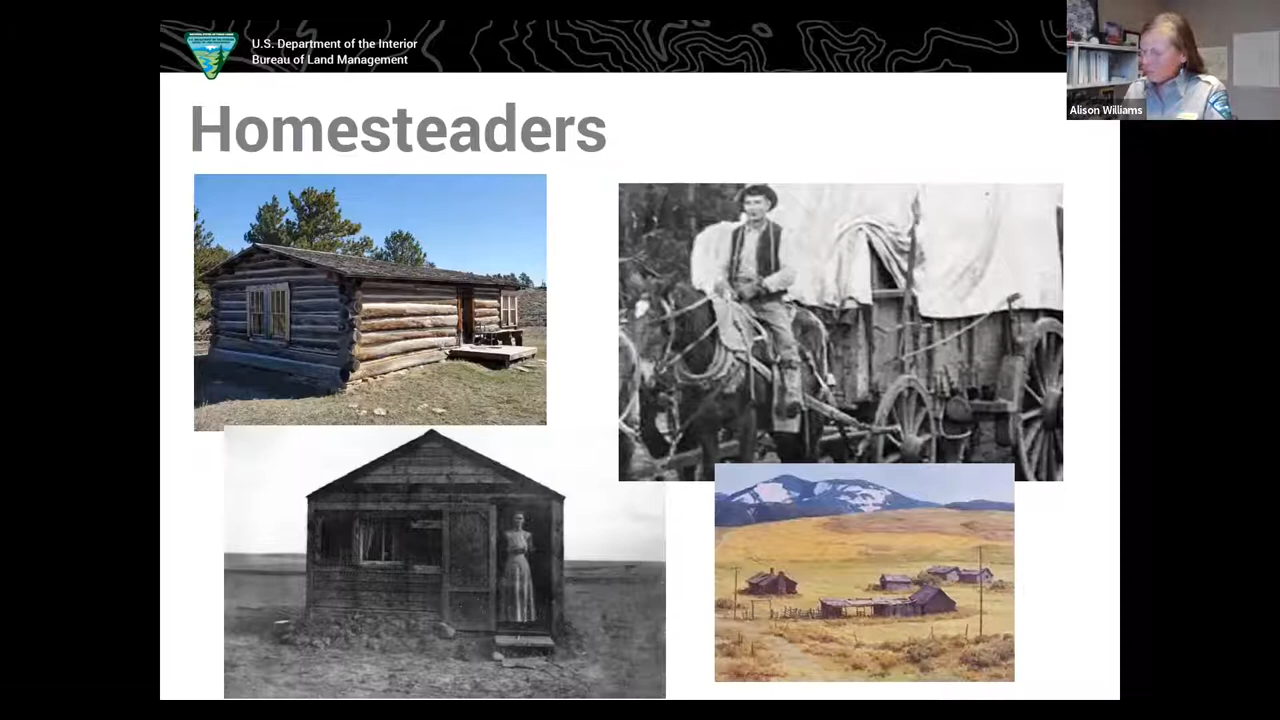 U.S. Department of the Interior
Bureau of Land Management
Alison Williams
Homesteaders